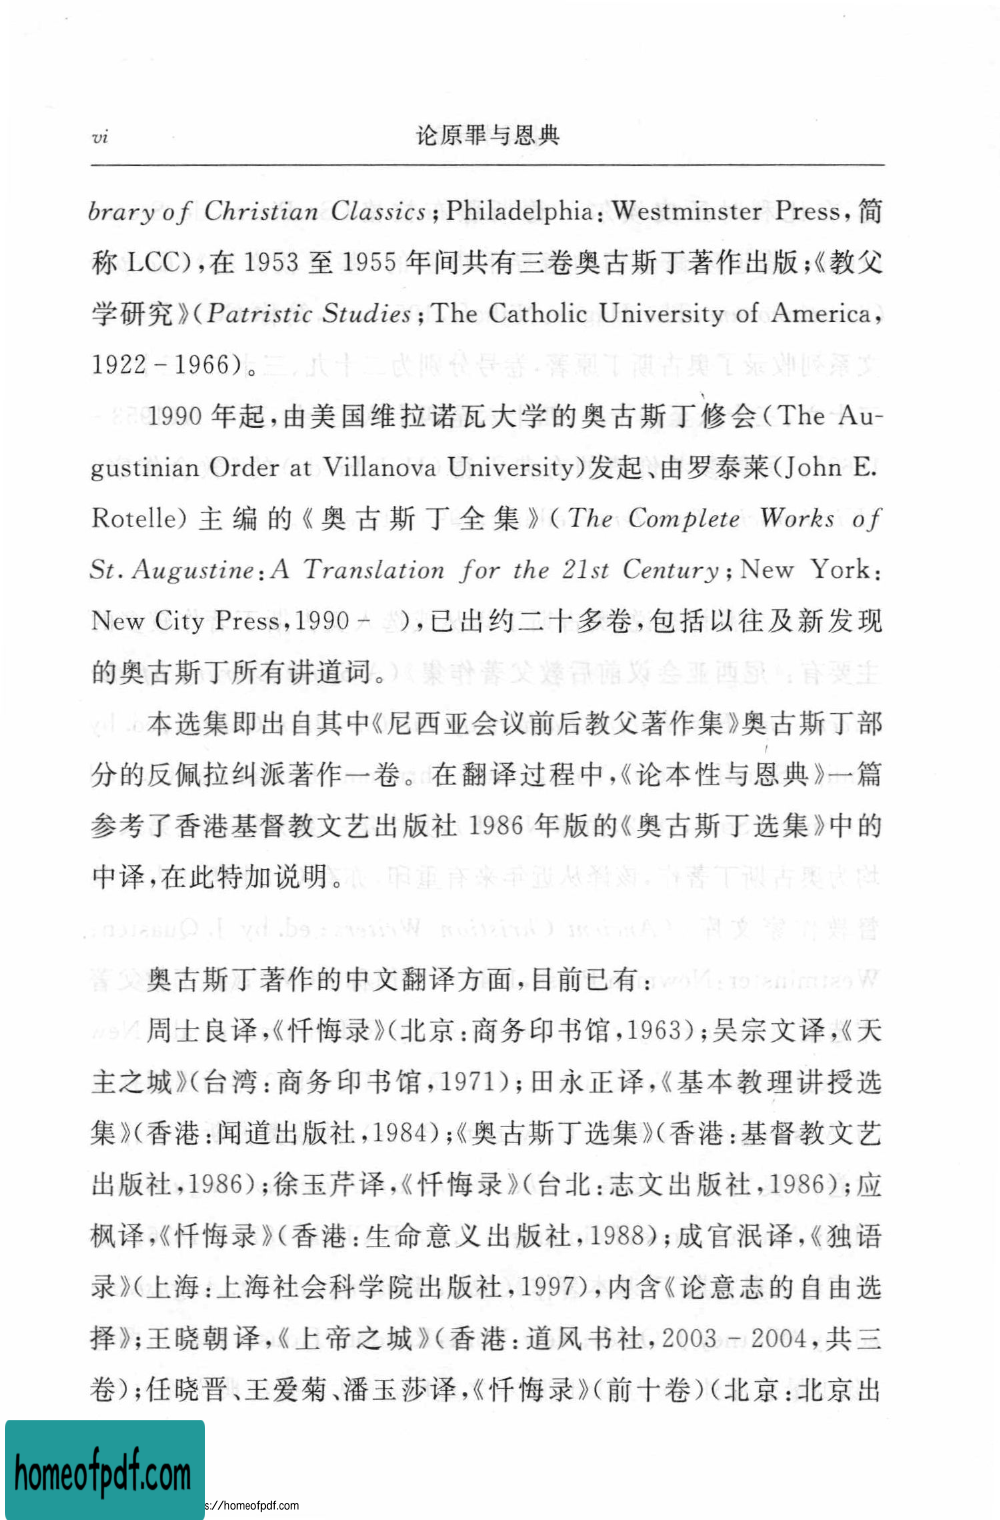 vi 论原罪与恩典
brary of Christian Classics；Philadelphia：Westminster Press，简
称 LCC），在 1953 至 1955 年间共有三卷奥古斯丁著作出版；《教父
学研究》（Patristic Studies；The Catholic University of America，
1922－1966）。
1990 年起，由美国维拉诺瓦大学的奥古斯丁修会（The Au-
gustinian Order at Villanova University）发起、由罗泰莱（John E.
Rotelle）主编的《奥古斯丁全集》（The Complete Works of
St. Augustine：A Translation for the 21st Century；New York：
New City Press，1990－ ），已出约二十多卷，包括以往及新发现
的奥古斯丁所有讲道词。
本选集即出自其中《尼西亚会议前后教父著作集》奥古斯丁部
分的反佩拉纠派著作一卷。在翻译过程中，《论本性与恩典》一篇
参考了香港基督教文艺出版社 1986 年版的《奥古斯丁选集》中的
中译，在此特加说明。
奥古斯丁著作的中文翻译方面，目前已有：
周士良译，《忏悔录》（北京：商务印书馆，1963）；吴宗文译，《天
主之城》（台湾：商务印书馆，1971）；田永正译，《基本教理讲授选
集》（香港：闻道出版社，1984）；《奥古斯丁选集》（香港：基督教文艺
出版社，1986）；徐玉芹译，《忏悔录》（台北：志文出版社，1986）；应
枫译，《忏悔录》（香港：生命意义出版社，1988）；成官泯译，《独语
录》（上海：上海社会科学院出版社，1997），内含《论意志的自由选
择》；王晓朝译，《上帝之城》（香港：道风书社，2003－2004，共三
卷）；任晓晋、王爱菊、潘玉莎译，《忏悔录》（前十卷）（北京：北京出
homeofpdf.com
s://homeofpdf.com